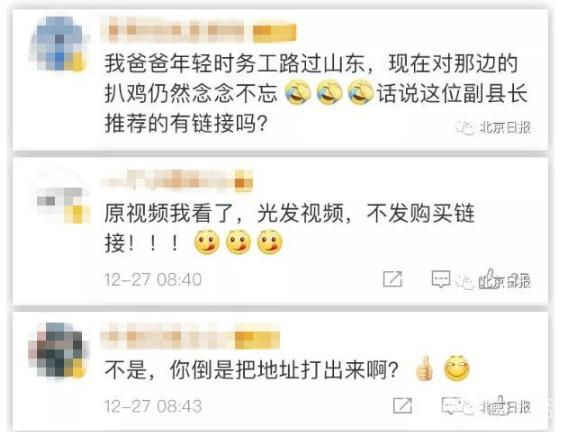 我爸爸年轻时务工路过山东，现在对那边的
扒鸡仍然念念不忘🤣🤣🤣话说这位副县长
推荐的有链接吗？
北京日报
原视频我看了，光发视频，不发购买链
接！！！😋😋😋
12-27 08:40
北京日报
不是，你倒是把地址打出来啊？👍
12-27 08:43
北京日报